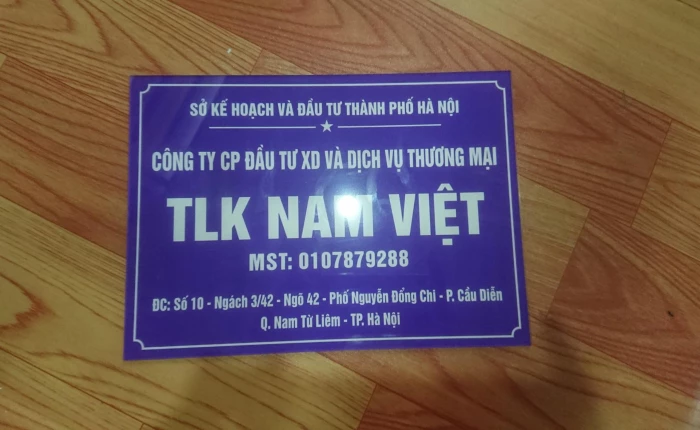 SỞ KẾ HOẠCH VÀ ĐẦU TƯ THÀNH PHỐ HÀ NỘI
CÔNG TY CP ĐẦU TƯ XD VÀ DỊCH VỤ THƯƠNG MẠI
TLK NAM VIỆT
MST: 0107879288
ĐC: Số 10 - Ngách 3/42 - Ngõ 42 - Phố Nguyễn Đổng Chi - P. Cầu Diễn
Q. Nam Từ Liêm - TP. Hà Nội